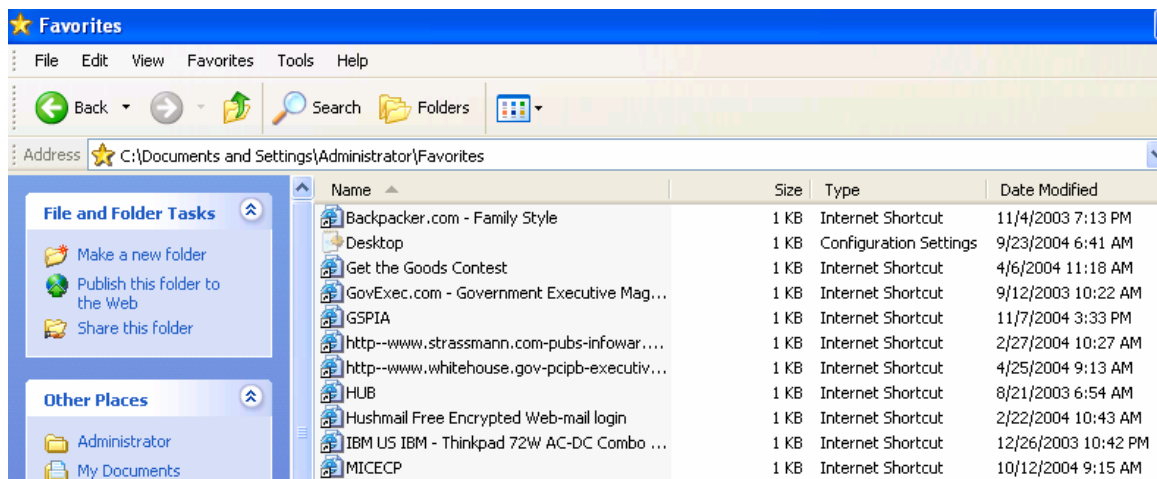 Favorites
File Edit View Favorites Tools Help
Back Search Folders
Address C:\Documents and Settings\Administrator\Favorites
Name Size Type Date Modified
File and Folder Tasks
Make a new folder
Publish this folder to
the Web
Share this folder
Other Places
Administrator
My Documents
Backpacker.com - Family Style 1 KB Internet Shortcut 11/4/2003 7:13 PM
Desktop 1 KB Configuration Settings 9/23/2004 6:41 AM
Get the Goods Contest 1 KB Internet Shortcut 4/6/2004 11:18 AM
GovExec.com - Government Executive Mag... 1 KB Internet Shortcut 9/12/2003 10:22 AM
GSPIA 1 KB Internet Shortcut 11/7/2004 3:33 PM
http--www.strassmann.com-pubs-infowar.... 1 KB Internet Shortcut 2/27/2004 10:27 AM
http--www.whitehouse.gov-pcipb-executiv... 1 KB Internet Shortcut 4/25/2004 9:13 AM
HUB 1 KB Internet Shortcut 8/21/2003 6:54 AM
Hushmail Free Encrypted Web-mail login 1 KB Internet Shortcut 2/22/2004 10:43 AM
IBM US IBM - Thinkpad 72W AC-DC Combo ... 1 KB Internet Shortcut 12/26/2003 10:42 PM
MICECP 1 KB Internet Shortcut 10/12/2004 9:15 AM